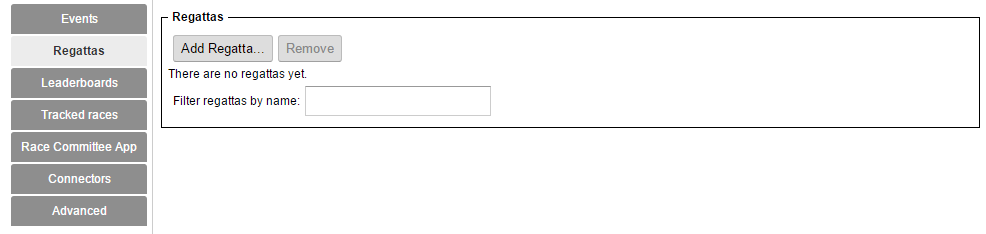 Events
Regattas
Leaderboards
Tracked races
Race Committee App
Connectors
Advanced
Regattas
Add Regatta... Remove
There are no regattas yet.
Filter regattas by name: